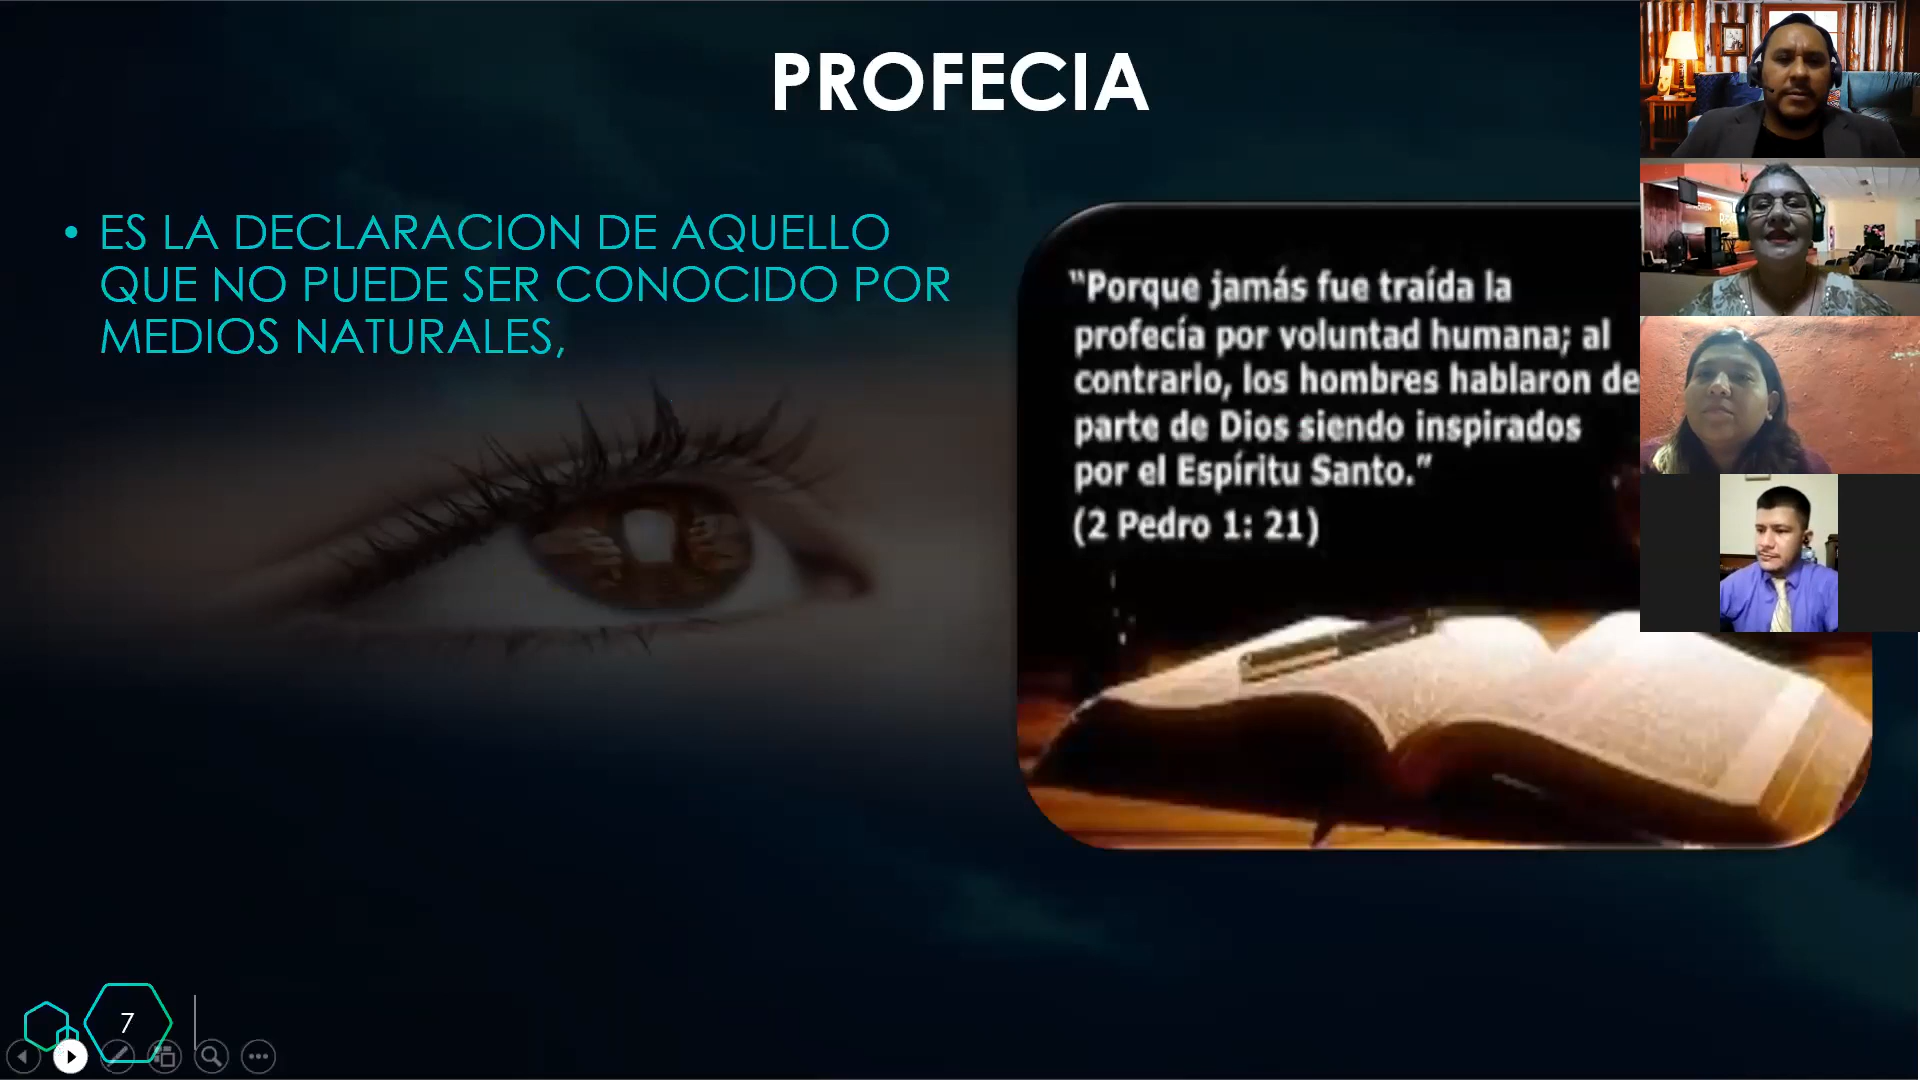 PROFECIA
• ES LA DECLARACION DE AQUELLO
QUE NO PUEDE SER CONOCIDO POR
MEDIOS NATURALES,
“Porque jamás fue traída la
profecía por voluntad humana; al
contrario, los hombres hablaron de
parte de Dios siendo inspirados
por el Espíritu Santo.”
(2 Pedro 1: 21)
7